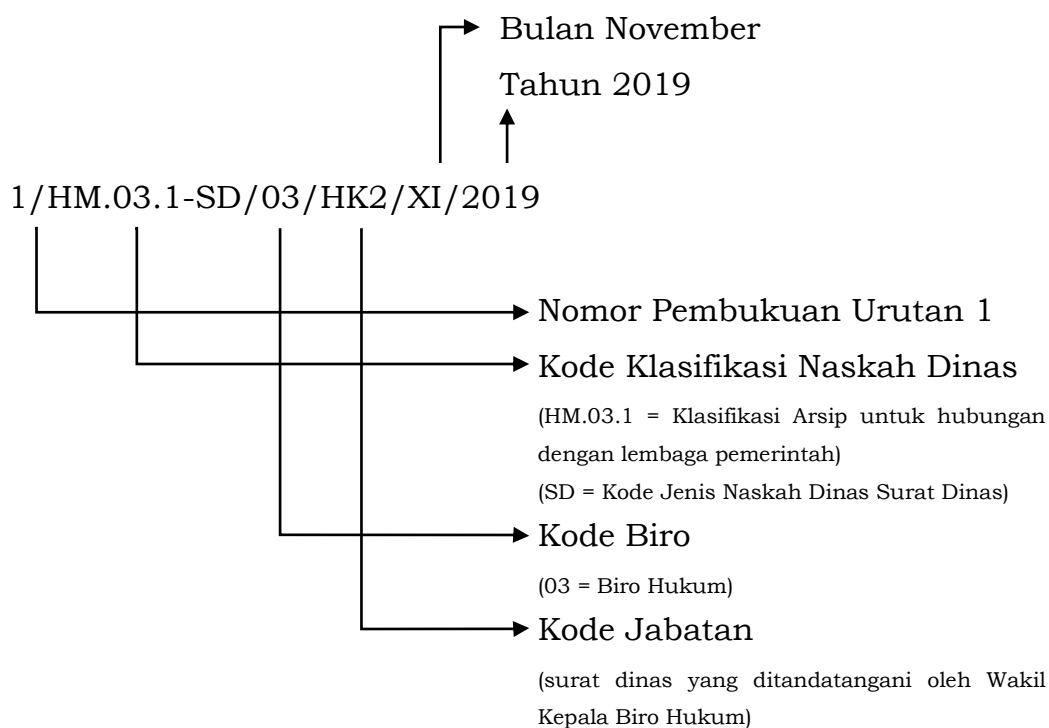 Bulan November
Tahun 2019
1/HM.03.1-SD/03/HK2/XI/2019
Nomor Pembukuan Urutan 1
Kode Klasifikasi Naskah Dinas
(HM.03.1 = Klasifikasi Arsip untuk hubungan
dengan lembaga pemerintah)
(SD = Kode Jenis Naskah Dinas Surat Dinas)
Kode Biro
(03 = Biro Hukum)
Kode Jabatan
(surat dinas yang ditandatangani oleh Wakil
Kepala Biro Hukum)